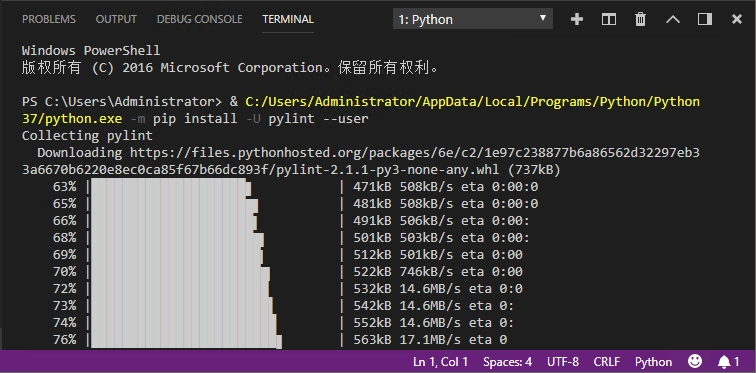 PROBLEMS OUTPUT DEBUG CONSOLE TERMINAL 1: Python
Windows PowerShell
版权所有 (C) 2016 Microsoft Corporation。保留所有权利。
PS C:\Users\Administrator> & C:/Users/Administrator/AppData/Local/Programs/Python/Python
37/python.exe -m pip install -U pylint --user
Collecting pylint
Downloading https://files.pythonhosted.org/packages/6e/c2/1e97c238877b6a86562d32297eb3
3a6670b6220e8ec0ca85f67b66dc893f/pylint-2.1.1-py3-none-any.whl (737kB)
63% | | 471kB 508kB/s eta 0:00:0
65% | | 481kB 508kB/s eta 0:00:0
66% | | 491kB 506kB/s eta 0:00:
68% | | 501kB 503kB/s eta 0:00:
69% | | 512kB 501kB/s eta 0:00
70% | | 522kB 746kB/s eta 0:00
72% | | 532kB 14.6MB/s eta 0:0
73% | | 542kB 14.6MB/s eta 0:
74% | | 552kB 14.6MB/s eta 0:
76% | | 563kB 17.1MB/s eta 0
Ln 1, Col 1 Spaces: 4 UTF-8 CRLF Python 1